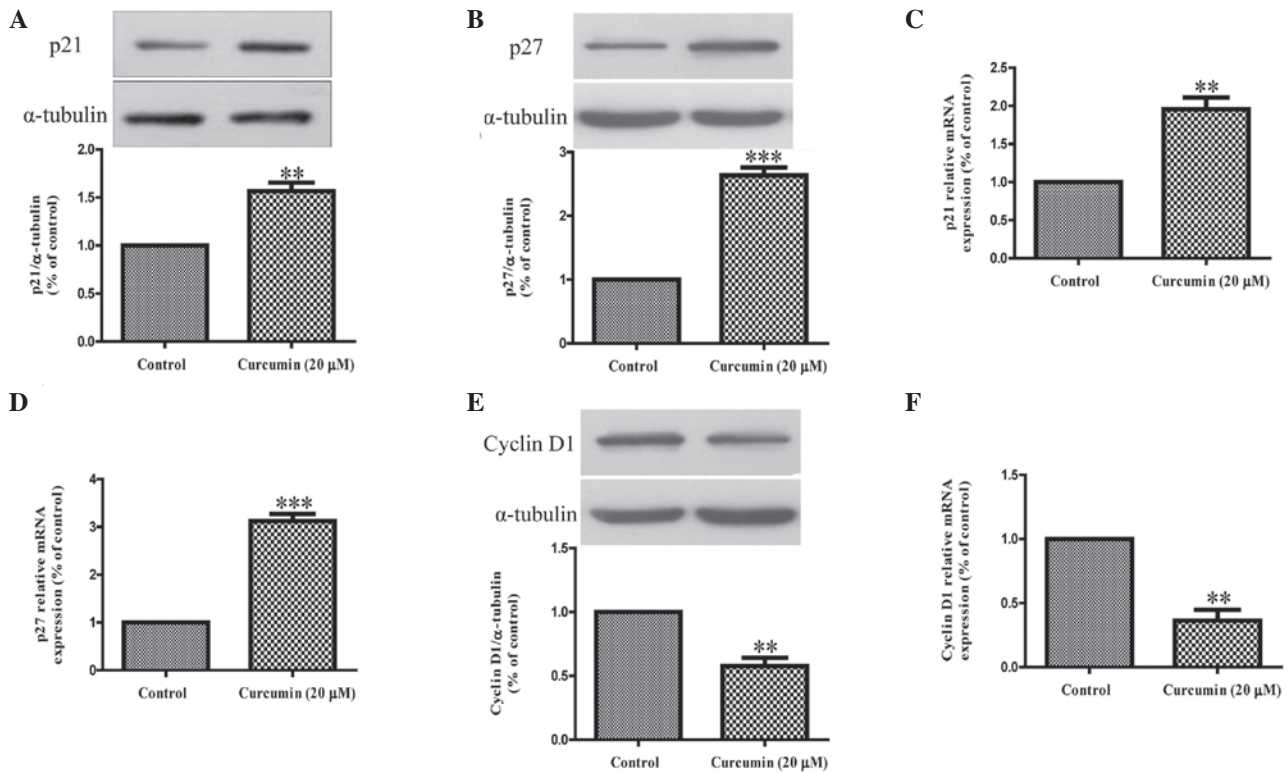 A
p21
α-tubulin
2.0
1.5
1.0
0.5
0.0
p21/α-tubulin
(% of control)
**
Control
Curcumin (20 μM)
B
p27
α-tubulin
3
2
1
0
p27/α-tubulin
(% of control)
***
Control
Curcumin (20 μM)
C
2.5
2.0
1.5
1.0
0.5
0.0
p21 relative mRNA
expression (% of control)
**
Control
Curcumin (20 μM)
D
4
3
2
1
0
p27 relative mRNA
expression (% of control)
***
Control
Curcumin (20 μM)
E
Cyclin D1
α-tubulin
1.5
1.0
0.5
0.0
Cyclin D1/α-tubulin
(% of control)
**
Control
Curcumin (20 μM)
F
1.5
1.0
0.5
0.0
Cyclin D1 relative mRNA
expression (% of control)
**
Control
Curcumin (20 μM)